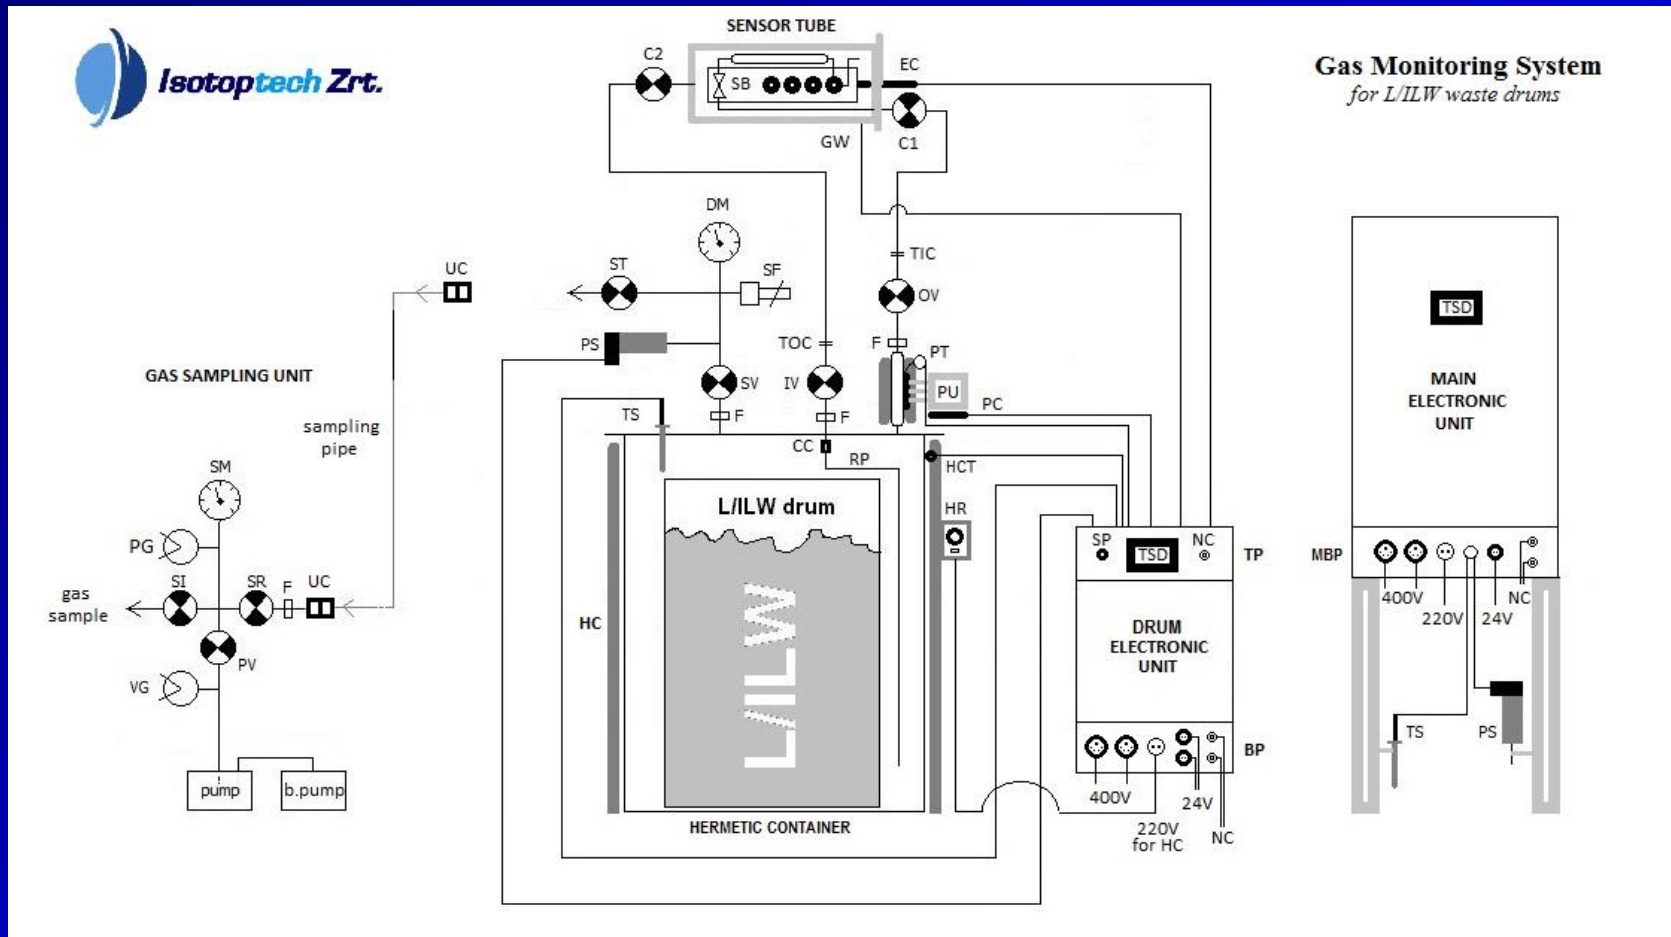 Isotoptech Zrt.
SENSOR TUBE
Gas Monitoring System
for L/ILW waste drums
C2
SB
EC
GW
C1
DM
UC
ST
SF
TIC
OV
PS
TOC
F
PT
GAS SAMPLING UNIT
SV
IV
PU
PC
TS
F
F
sampling
pipe
CC
RP
HCT
SM
L/ILW drum
HR
PG
SP
TSD
NC
TP
gas
sample
SI
SR
F
UC
HC
L/ILW
DRUM
ELECTRONIC
UNIT
PV
VG
BP
pump
b.pump
400V
24V
220V
for HC
NC
HERMETIC CONTAINER
TSD
MAIN
ELECTRONIC
UNIT
MBP
400V
220V
24V
NC
TS
PS